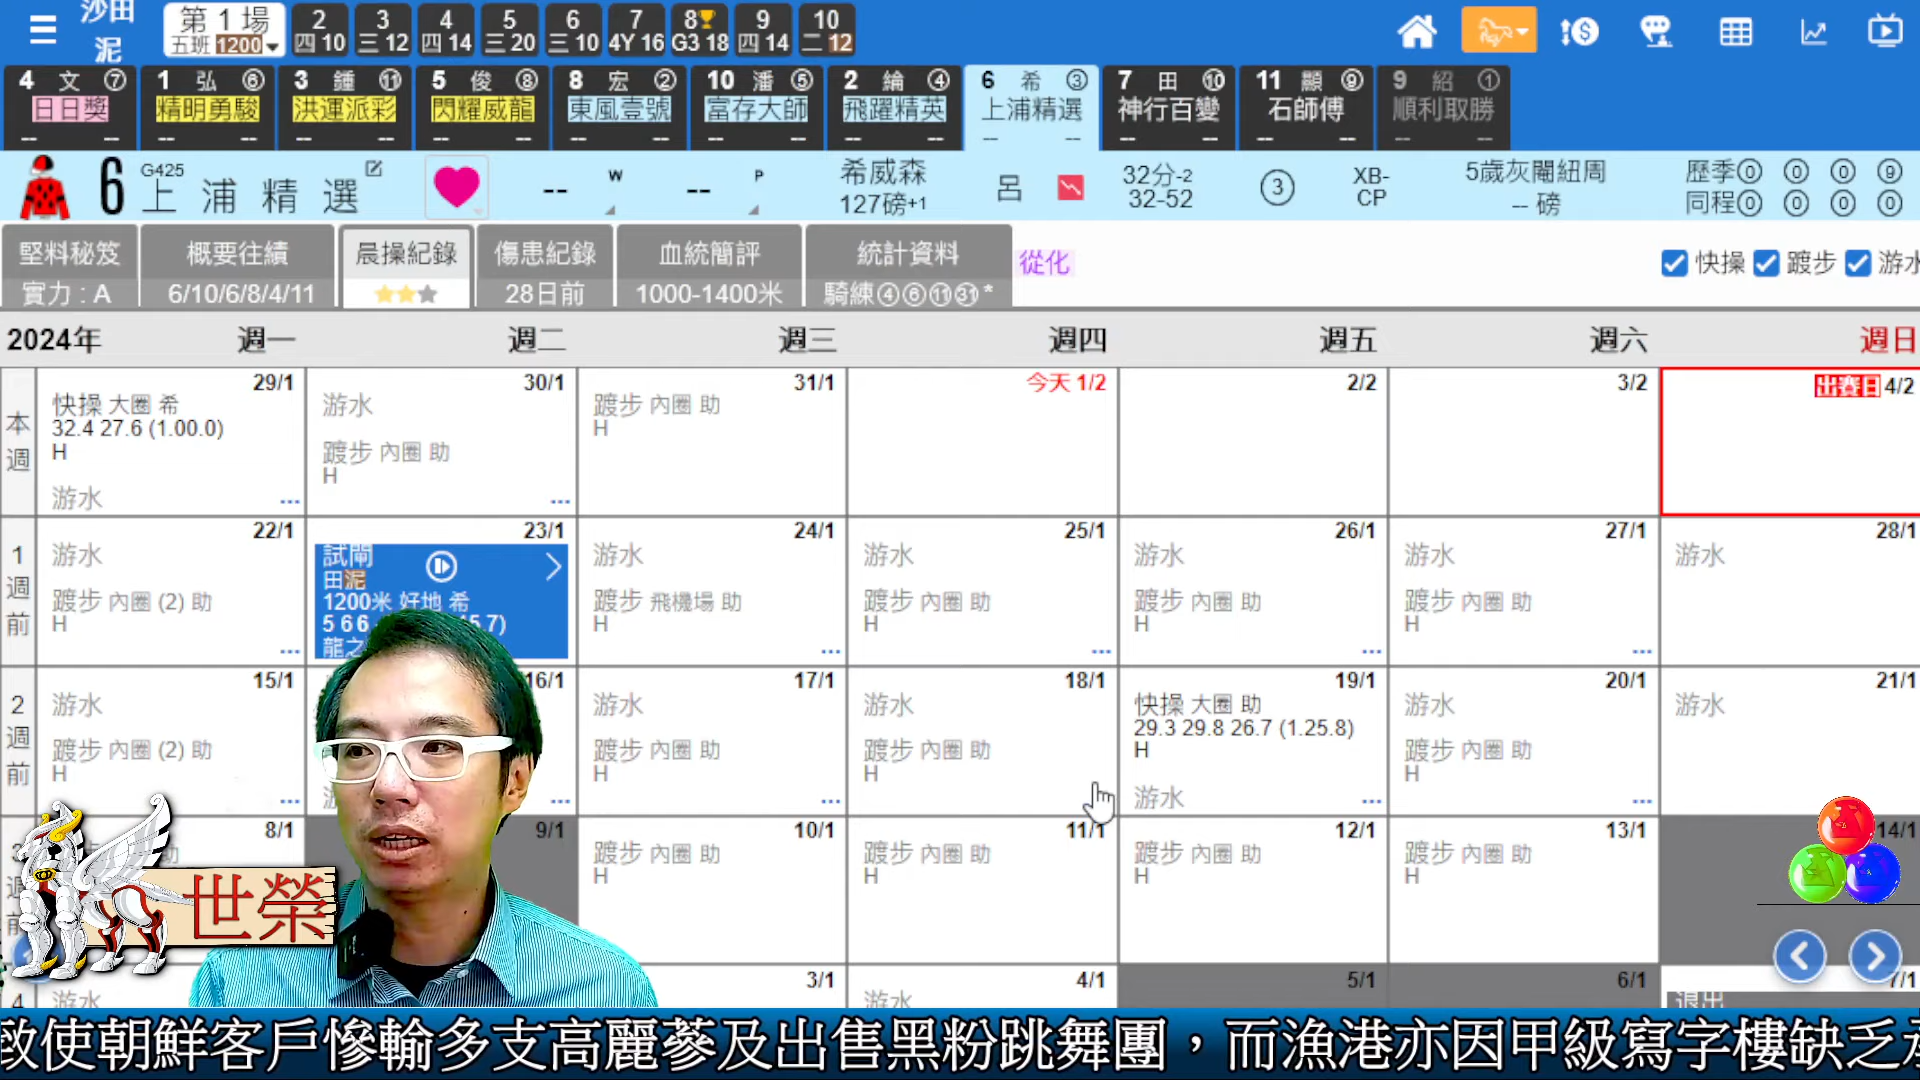 沙田
泥
第 1 場
五班 1200
2
四 10
3
三 12
4
四 14
5
三 20
6
三 10
7
4Y 16
8
G3 18
9
四 14
10
二 12
4 文 ⑦
日日獎
-- --
1 弘 ⑥
精明勇駿
-- --
3 鍾 ⑪
洪運派彩
-- --
5 俊 ⑧
閃耀威龍
-- --
8 宏 ②
東風壹號
-- --
10 潘 ⑤
富存大師
-- --
2 綸 ④
飛躍精英
-- --
6 希 ③
上浦精選
-- --
7 田 ⑩
神行百變
-- --
11 顯 ⑨
石師傅
-- --
9 紹 ①
順利取勝
-- --
6
G425
上浦精選
-- W
-- P
希威森
127磅+1
呂
32分-2
32-52
③
XB-
CP
5歲灰閹紐周
-- 磅
歷季⓪ ⓪ ⓪ ⑨
同程⓪ ⓪ ⓪ ⓪
堅料秘笈
實力 : A
概要往績
6/10/6/8/4/11
晨操紀錄
傷患紀錄
28日前
血統簡評
1000-1400米
統計資料
騎練④⑥⑪㉛*
從化
快操 踱步 游水
2024年 週一 週二 週三 週四 週五 週六 週日
本週
29/1
快操 大圈 希
32.4 27.6 (1.00.0)
H
游水
...
30/1
游水
踱步 內圈 助
H
...
31/1
踱步 內圈 助
H
今天 1/2
2/2
3/2
出賽日 4/2
1週前
22/1
游水
踱步 內圈 (2) 助
H
...
23/1
試閘
田泥
1200米 好地 希
5 6 6
5.7)
龍之
24/1
游水
踱步 飛機場 助
H
...
25/1
游水
踱步 內圈 助
H
...
26/1
游水
踱步 內圈 助
H
...
27/1
游水
踱步 內圈 助
H
...
28/1
游水
2週前
15/1
游水
踱步 內圈 (2) 助
H
...
16/1
...
17/1
游水
踱步 內圈 助
H
...
18/1
游水
踱步 內圈 助
H
19/1
快操 大圈 助
29.3 29.8 26.7 (1.25.8)
H
游水
...
20/1
游水
踱步 內圈 助
H
...
21/1
游水
8/1
助
9/1
10/1
踱步 內圈 助
H
11/1
踱步 內圈 助
H
12/1
踱步 內圈 助
H
13/1
踱步 內圈 助
H
14/1
世榮
4
游水
3/1
4/1
游水
5/1
6/1
7/1
退出
致使朝鮮客戶慘輸多支高麗蔘及出售黑粉跳舞團，而漁港亦因甲級寫字樓缺乏